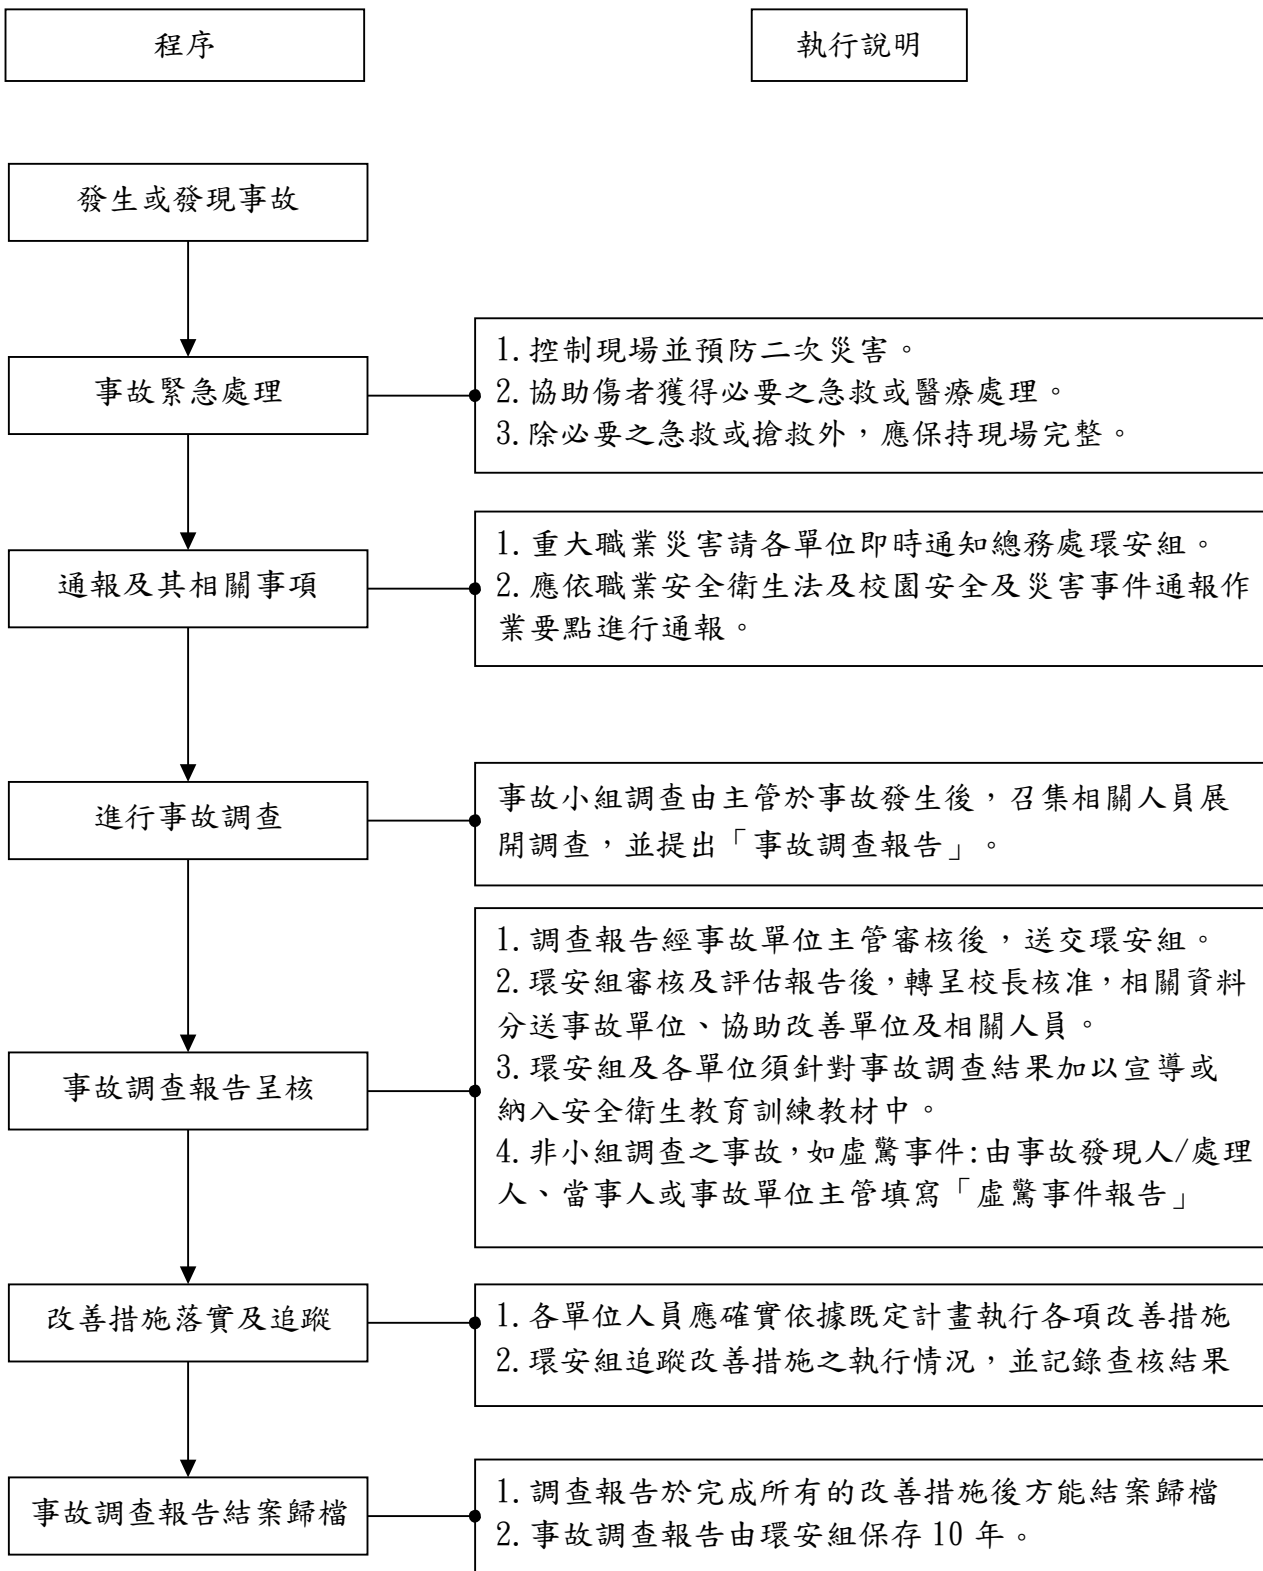 程序
執行說明
發生或發現事故
事故緊急處理
1.控制現場並預防二次災害。
2.協助傷者獲得必要之急救或醫療處理。
3.除必要之急救或搶救外，應保持現場完整。
通報及其相關事項
1.重大職業災害請各單位即時通知總務處環安組。
2.應依職業安全衛生法及校園安全及災害事件通報作
業要點進行通報。
進行事故調查
事故小組調查由主管於事故發生後，召集相關人員展
開調查，並提出「事故調查報告」。
事故調查報告呈核
1.調查報告經事故單位主管審核後，送交環安組。
2.環安組審核及評估報告後，轉呈校長核准，相關資料
分送事故單位、協助改善單位及相關人員。
3.環安組及各單位須針對事故調查結果加以宣導或
納入安全衛生教育訓練教材中。
4.非小組調查之事故，如虛驚事件:由事故發現人/處理
人、當事人或事故單位主管填寫「虛驚事件報告」
改善措施落實及追蹤
1.各單位人員應確實依據既定計畫執行各項改善措施
2.環安組追蹤改善措施之執行情況，並記錄查核結果
事故調查報告結案歸檔
1.調查報告於完成所有的改善措施後方能結案歸檔
2.事故調查報告由環安組保存 10 年。